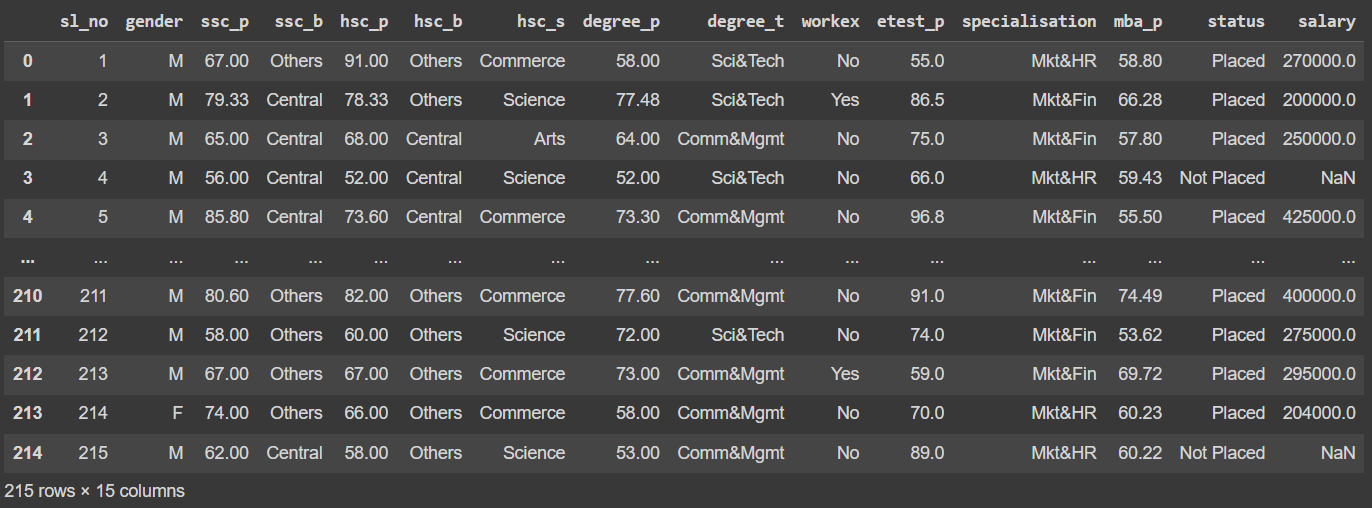 sl_no gender ssc_p ssc_b hsc_p hsc_b hsc_s degree_p degree_t workex etest_p specialisation mba_p status salary
0 1 M 67.00 Others 91.00 Others Commerce 58.00 Sci&Tech No 55.0 Mkt&HR 58.80 Placed 270000.0
1 2 M 79.33 Central 78.33 Others Science 77.48 Sci&Tech Yes 86.5 Mkt&Fin 66.28 Placed 200000.0
2 3 M 65.00 Central 68.00 Central Arts 64.00 Comm&Mgmt No 75.0 Mkt&Fin 57.80 Placed 250000.0
3 4 M 56.00 Central 52.00 Central Science 52.00 Sci&Tech No 66.0 Mkt&HR 59.43 Not Placed NaN
4 5 M 85.80 Central 73.60 Central Commerce 73.30 Comm&Mgmt No 96.8 Mkt&Fin 55.50 Placed 425000.0
... ... ... ... ... ... ... ... ... ... ... ... ... ... ... ...
210 211 M 80.60 Others 82.00 Others Commerce 77.60 Comm&Mgmt No 91.0 Mkt&Fin 74.49 Placed 400000.0
211 212 M 58.00 Others 60.00 Others Science 72.00 Sci&Tech No 74.0 Mkt&Fin 53.62 Placed 275000.0
212 213 M 67.00 Others 67.00 Others Commerce 73.00 Comm&Mgmt Yes 59.0 Mkt&Fin 69.72 Placed 295000.0
213 214 F 74.00 Others 66.00 Others Commerce 58.00 Comm&Mgmt No 70.0 Mkt&HR 60.23 Placed 204000.0
214 215 M 62.00 Central 58.00 Others Science 53.00 Comm&Mgmt No 89.0 Mkt&HR 60.22 Not Placed NaN
215 rows × 15 columns